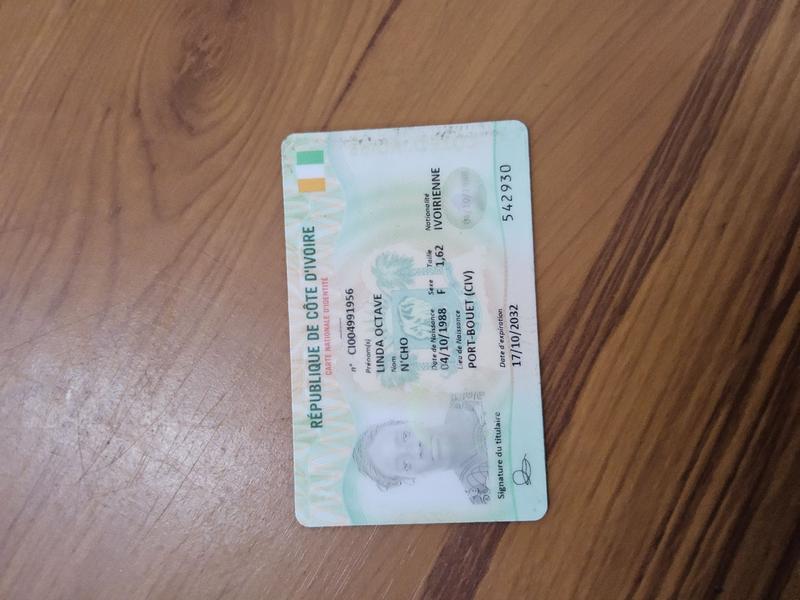 RÉPUBLIQUE DE CÔTE D'IVOIRE
CARTE NATIONALE D'IDENTITÉ
n° CI004991956
Prénom(s)
LINDA OCTAVE
Nom
N'CHO
Date de Naissance Sexe Taille Nationalité
04/10/1988 F 1,62 IVOIRIENNE
Lieu de Naissance
PORT-BOUET (CIV)
Signature du titulaire
Date d'expiration
17/10/2032
542930